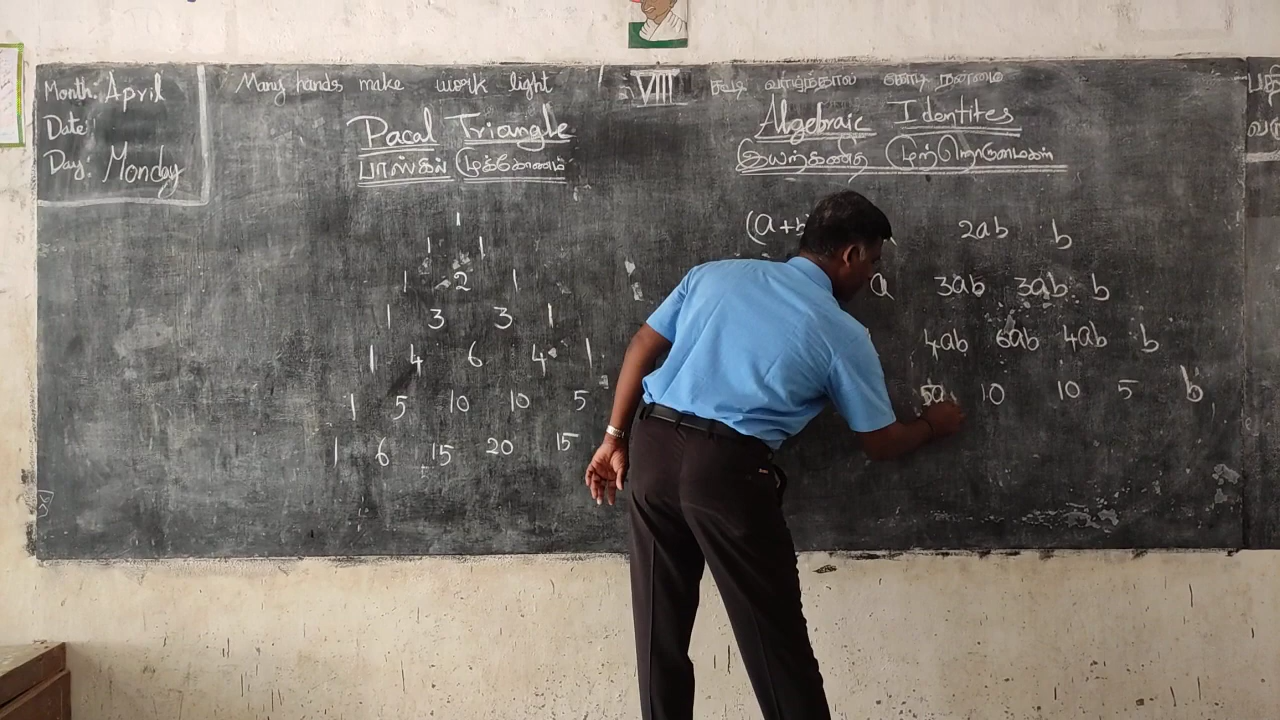 Month: April
Date:
Day: Monday
Many hands make work light
VIII
கூடி வாழ்ந்தால் கோடி நன்மை
Pacal Triangle
பாஸ்கல் முக்கோணம்
Algebraic Identites
இயற்கணித முற்றொருமைகள்
1
1 1
1 2 1
1 3 3 1
1 4 6 4 1
1 5 10 10 5
1 6 15 20 15
(a+b) 2ab b
a 3ab 3ab b
4ab 6ab 4ab b
5a 10 10 5 b